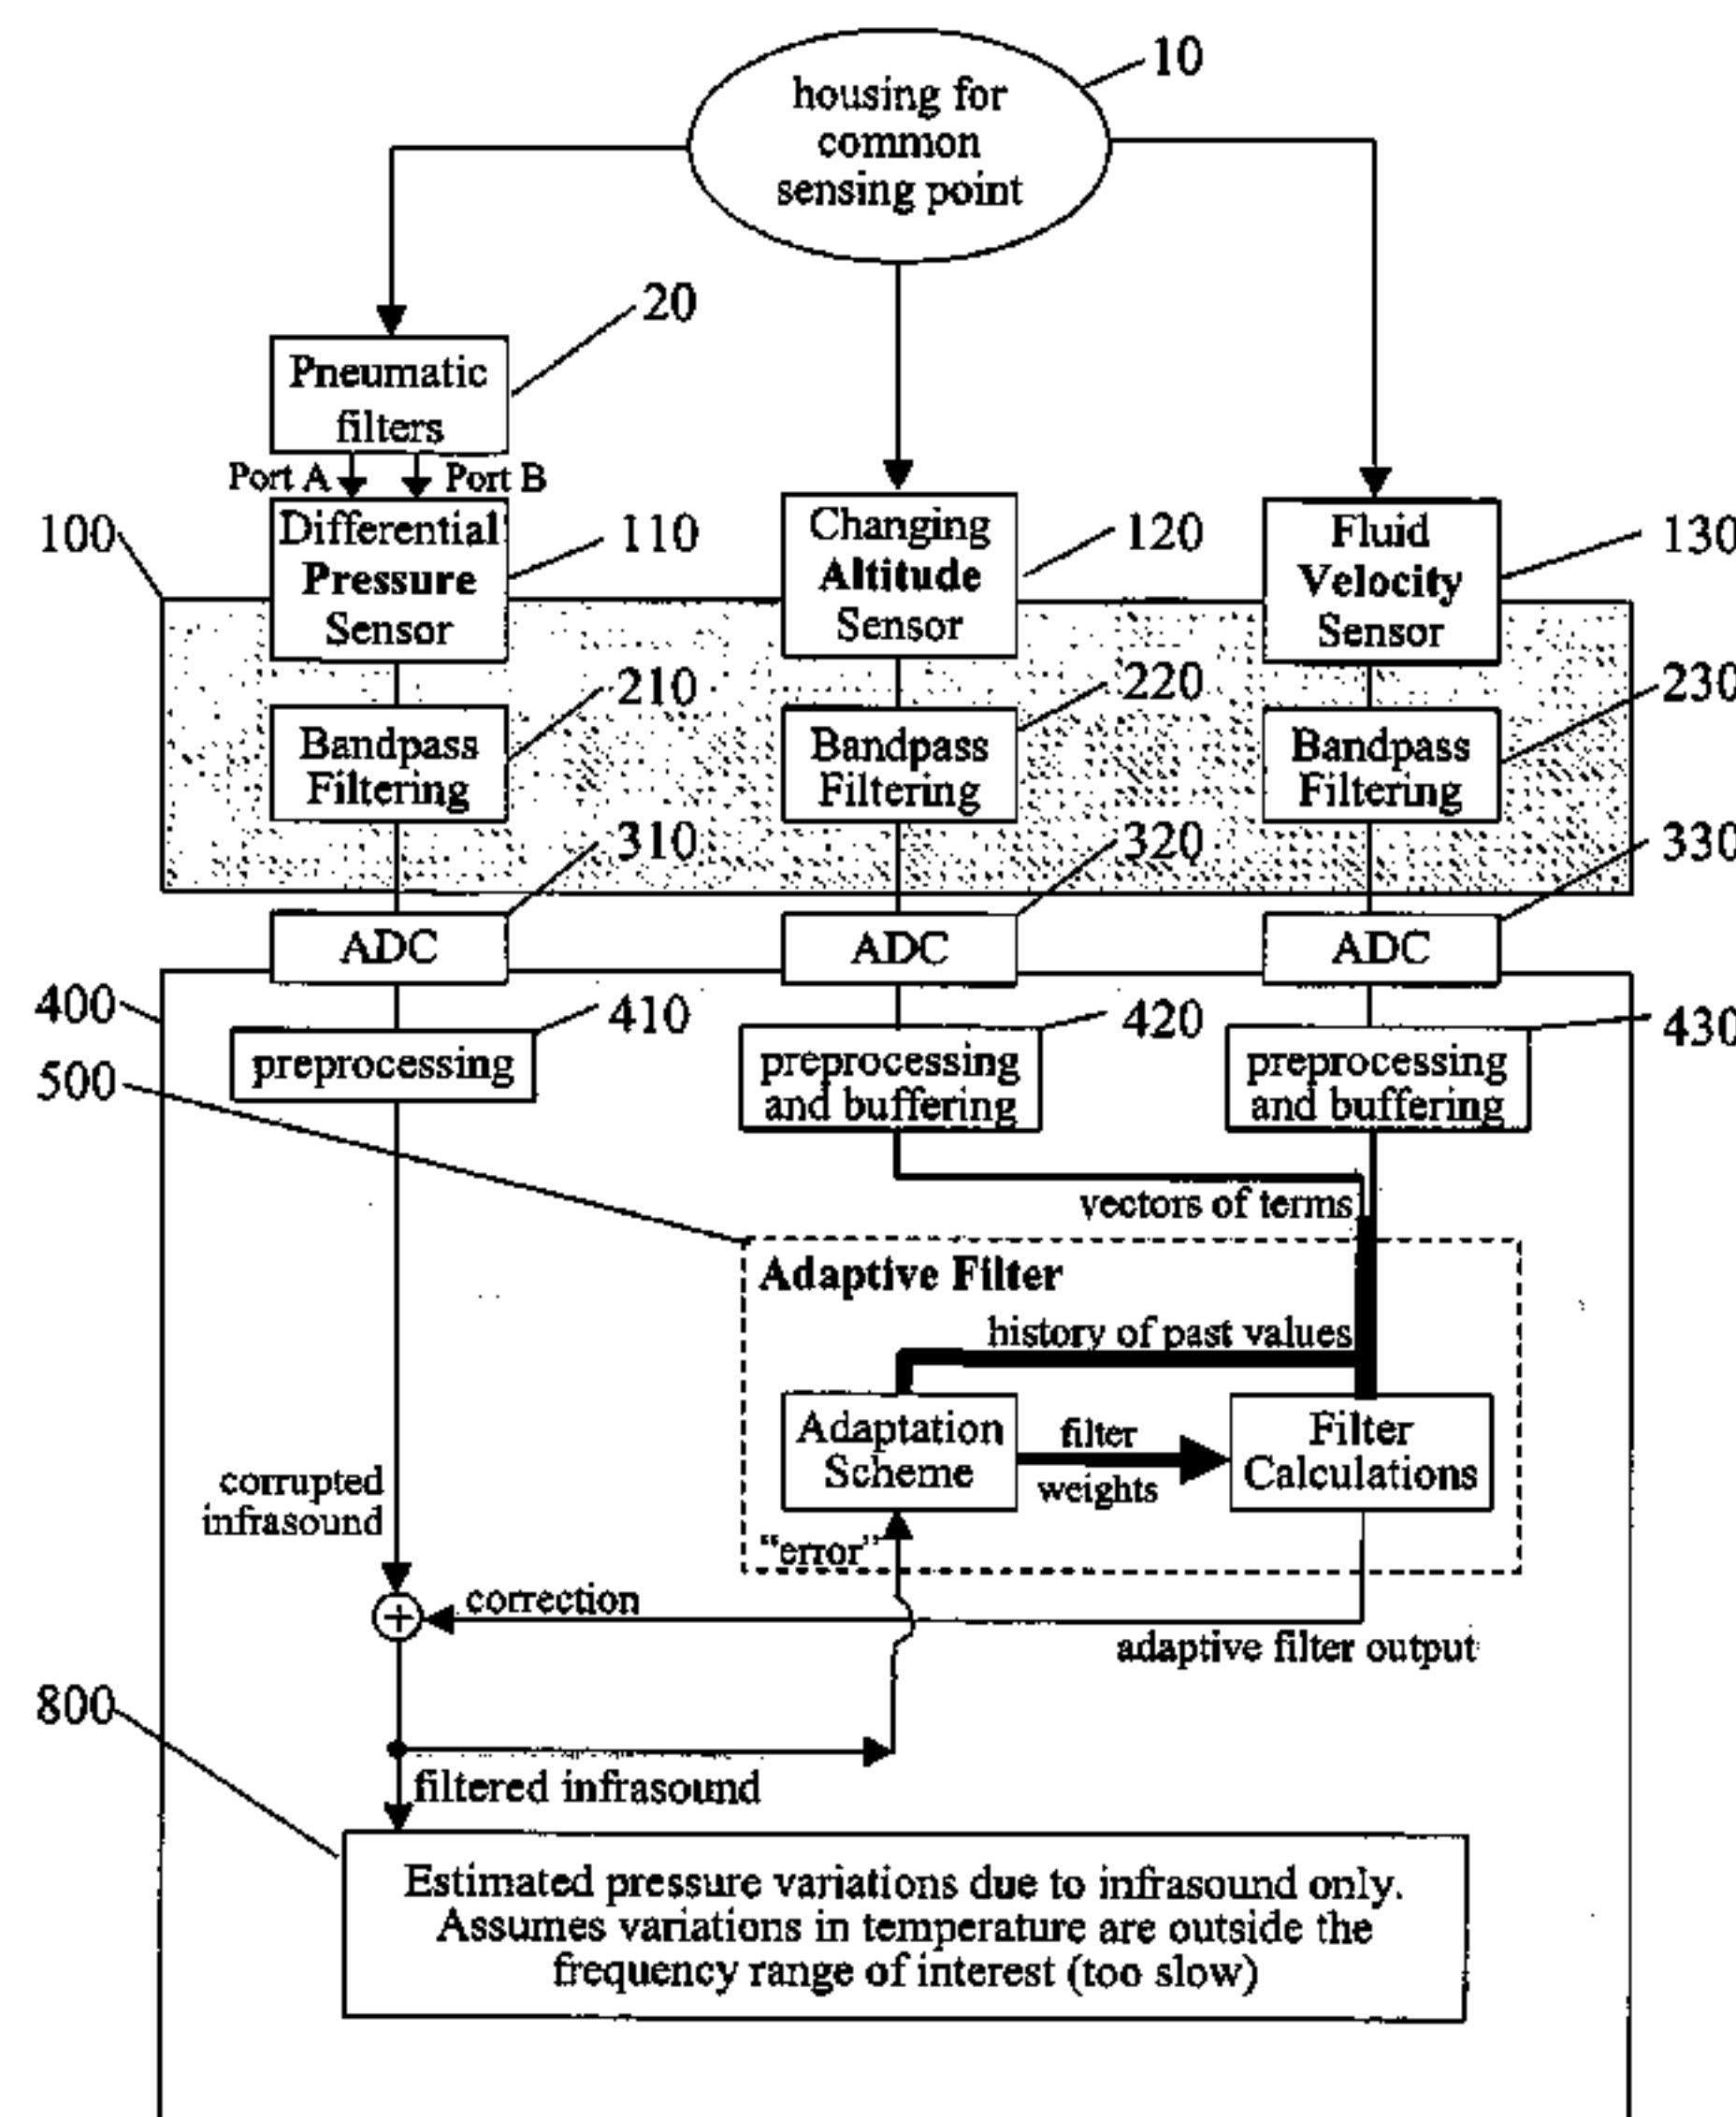 10
housing for
common
sensing point
20
Pneumatic
filters
Port A
Port B
100
Differential
Pressure
Sensor
110
Changing
Altitude
Sensor
120
Fluid
Velocity
Sensor
130
210
220
230
Bandpass
Filtering
Bandpass
Filtering
Bandpass
Filtering
310
320
330
ADC
ADC
ADC
400
410
420
430
preprocessing
preprocessing
and buffering
preprocessing
and buffering
500
vectors of terms
Adaptive Filter
history of past values
Adaptation
Scheme
filter
weights
Filter
Calculations
corrupted
infrasound
"error"
correction
adaptive filter output
800
filtered infrasound
Estimated pressure variations due to infrasound only.
Assumes variations in temperature are outside the
frequency range of interest (too slow)